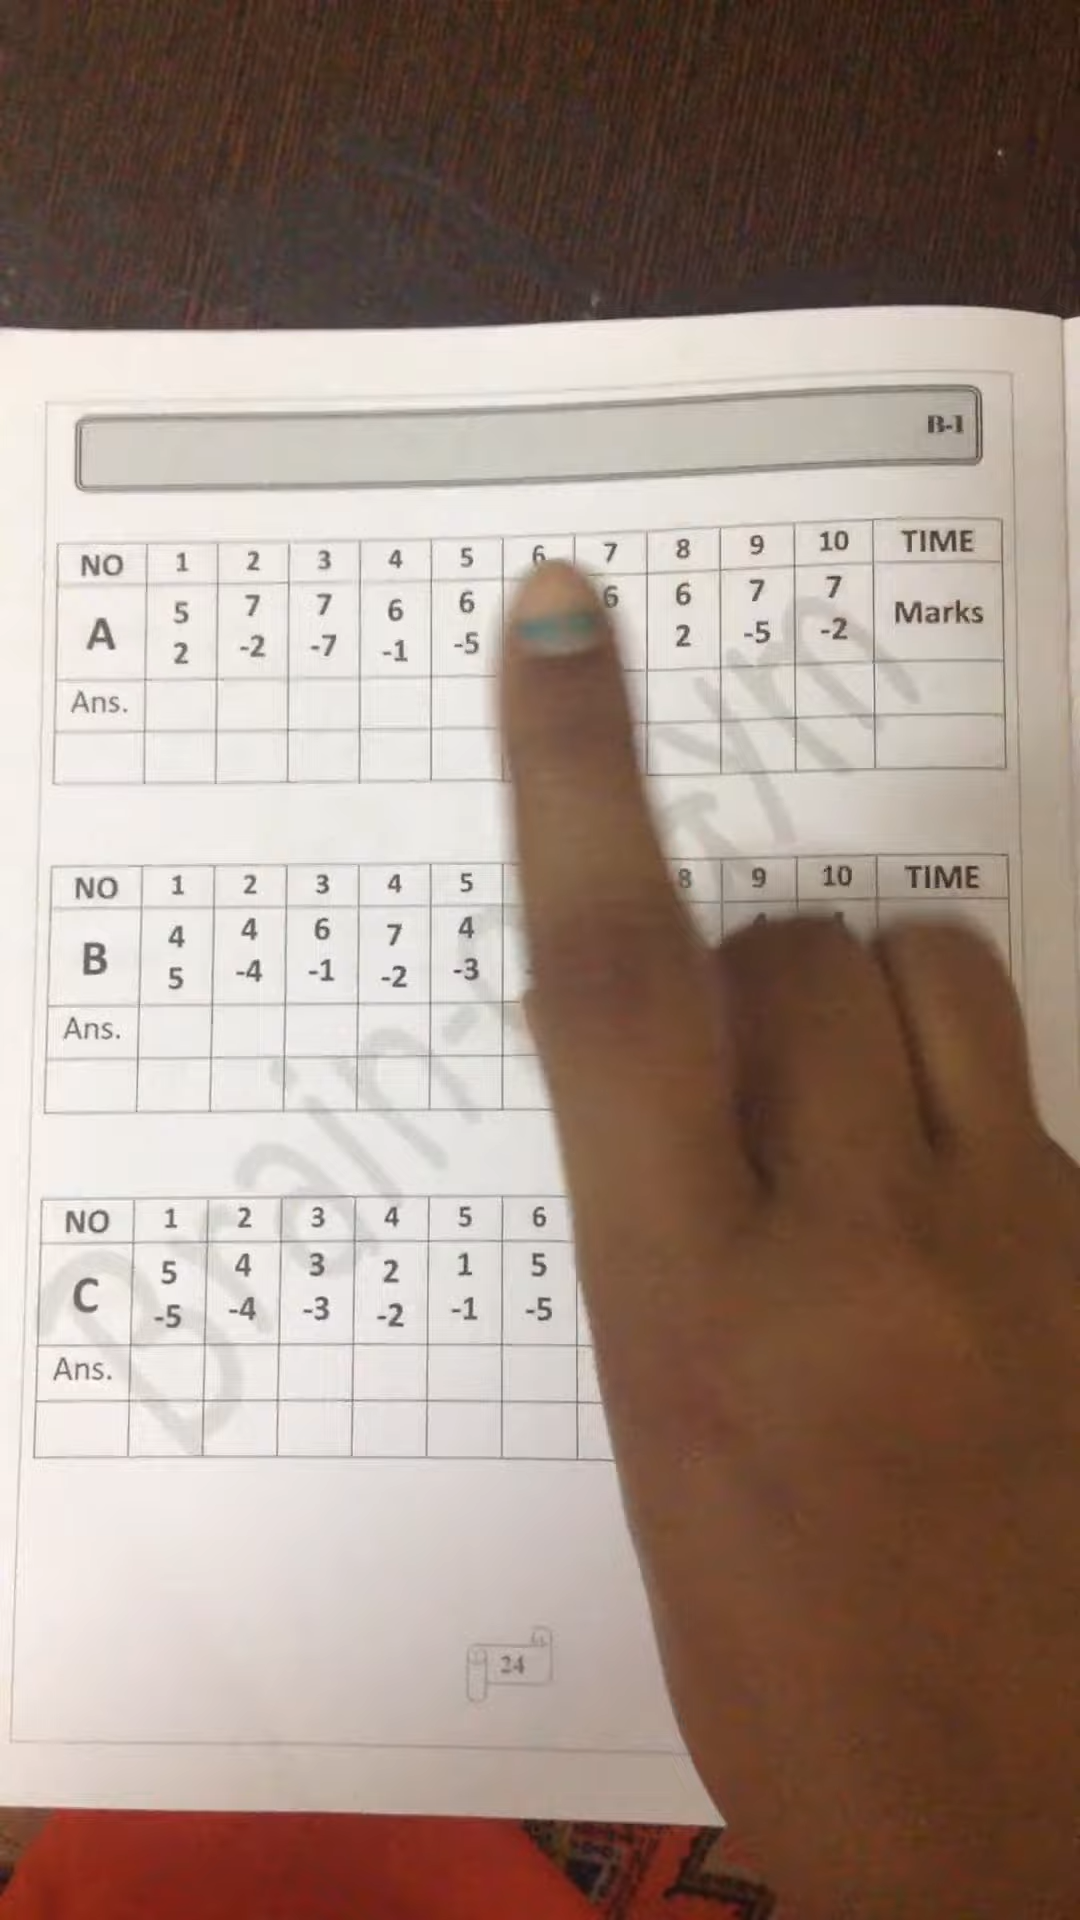 B-1
NO 1 2 3 4 5 6 7 8 9 10 TIME
A 5 7 7 6 6 6 6 7 7 Marks
2 -2 -7 -1 -5 2 -5 -2
Ans.
NO 1 2 3 4 5 8 9 10 TIME
B 4 4 6 7 4
5 -4 -1 -2 -3
Ans.
NO 1 2 3 4 5 6
C 5 4 3 2 1 5
-5 -4 -3 -2 -1 -5
Ans.
24